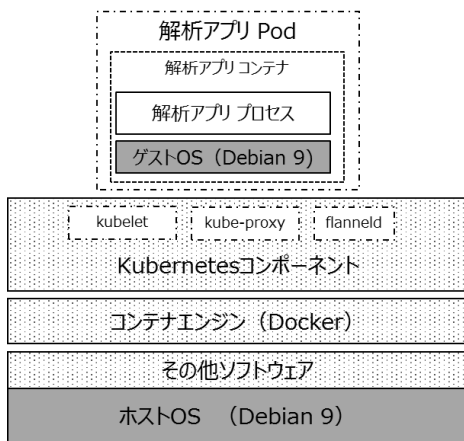 解析アプリ Pod
解析アプリ コンテナ
解析アプリ プロセス
ゲストOS（Debian 9）
kubelet kube-proxy flanneld
Kubernetesコンポーネント
コンテナエンジン（Docker）
その他ソフトウェア
ホストOS （Debian 9）